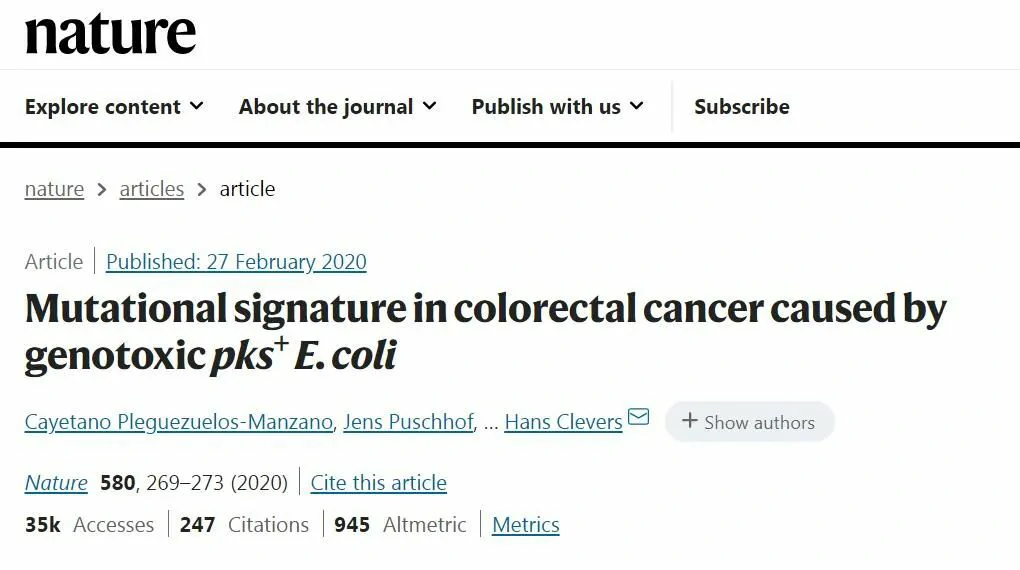 nature
Explore content About the journal Publish with us Subscribe
nature > articles > article
Article | Published: 27 February 2020
Mutational signature in colorectal cancer caused by
genotoxic pks+ E. coli
Cayetano Pleguezuelos-Manzano, Jens Puschhof, ... Hans Clevers + Show authors
Nature 580, 269–273 (2020) | Cite this article
35k Accesses | 247 Citations | 945 Altmetric | Metrics